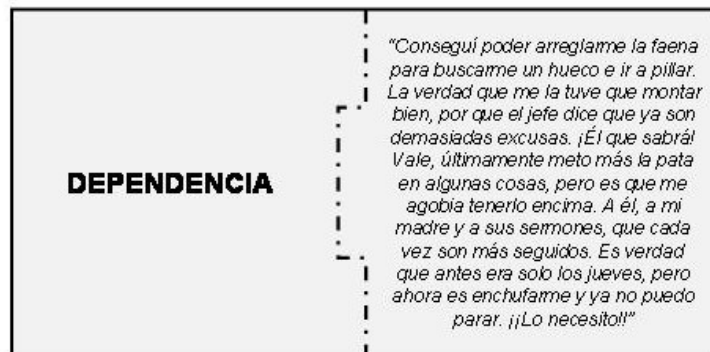 DEPENDENCIA
"Conseguí poder arreglarme la faena
para buscarme un hueco e ir a pillar.
La verdad que me la tuve que montar
bien, por que el jefe dice que ya son
demasiadas excusas. ¡Él que sabrá!
Vale, últimamente meto más la pata
en algunas cosas, pero es que me
agobia tenerlo encima. A él, a mi
madre y a sus sermones, que cada
vez son más seguidos. Es verdad
que antes era solo los jueves, pero
ahora es enchufarme y ya no puedo
parar. ¡¡Lo necesito!!"